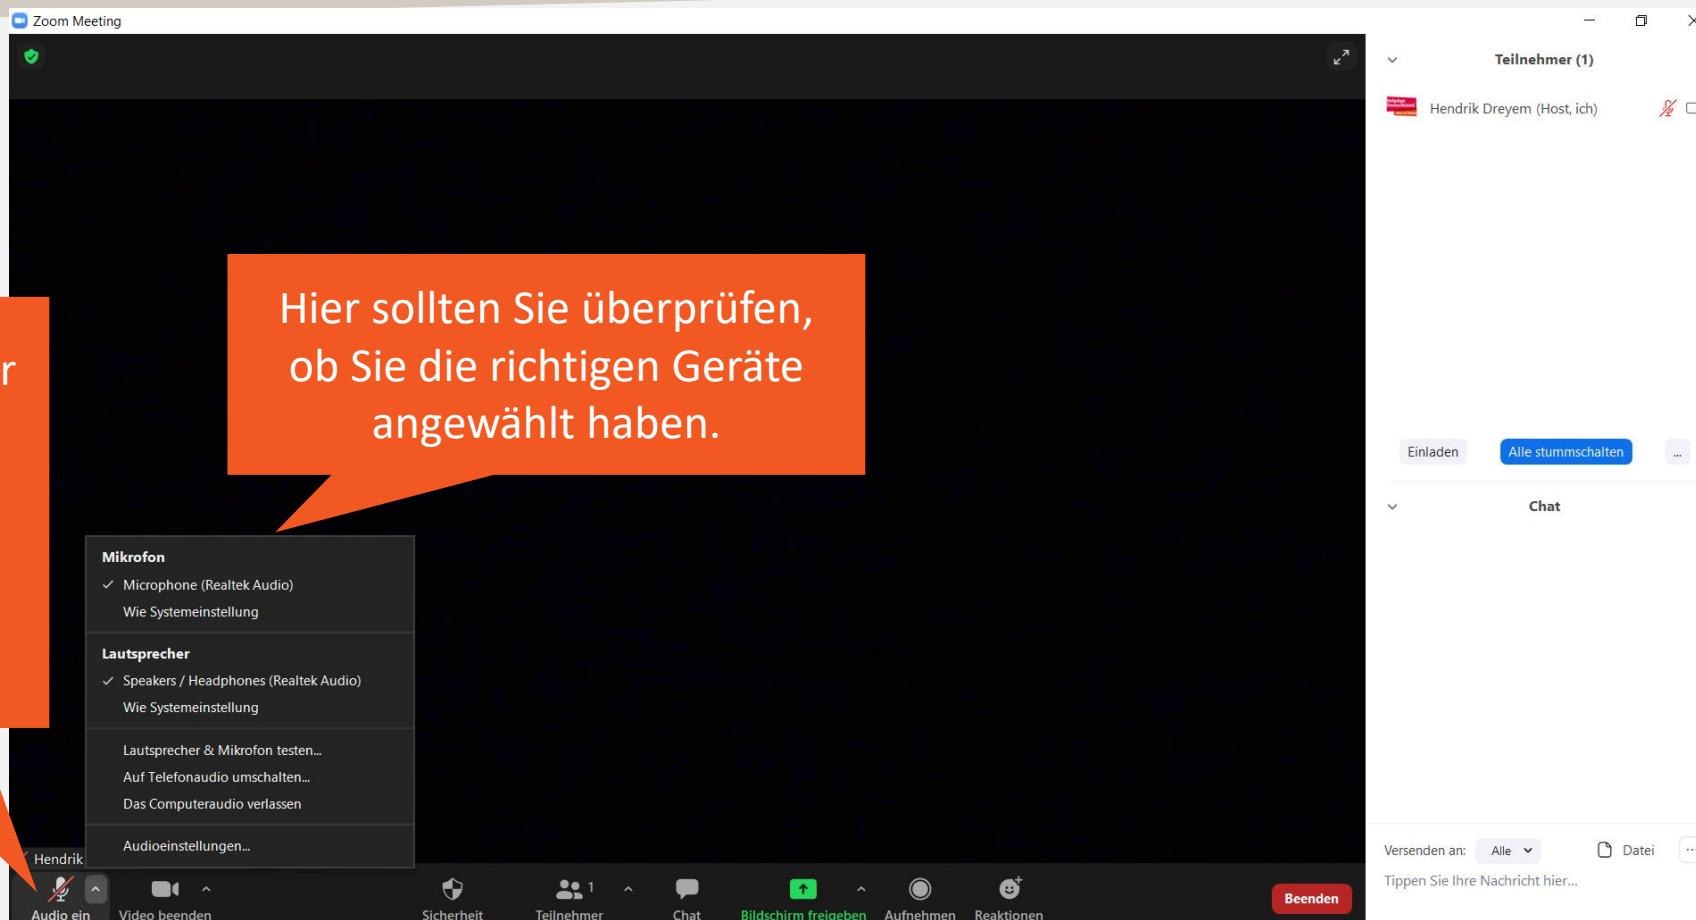 Zoom Meeting
Teilnehmer (1)
Hendrik Dreyem (Host, ich)
r
Hier sollten Sie überprüfen,
ob Sie die richtigen Geräte
angewählt haben.
Einladen
Alle stummschalten
...
Chat
Mikrofon
Microphone (Realtek Audio)
Wie Systemeinstellung
Lautsprecher
Speakers / Headphones (Realtek Audio)
Wie Systemeinstellung
Lautsprecher & Mikrofon testen...
Auf Telefonaudio umschalten...
Das Computeraudio verlassen
Audioeinstellungen...
Hendrik
Versenden an: Alle
Datei
...
Tippen Sie Ihre Nachricht hier...
1
Audio ein
Video beenden
Sicherheit
Teilnehmer
Chat
Bildschirm freigeben
Aufnehmen
Reaktionen
Beenden